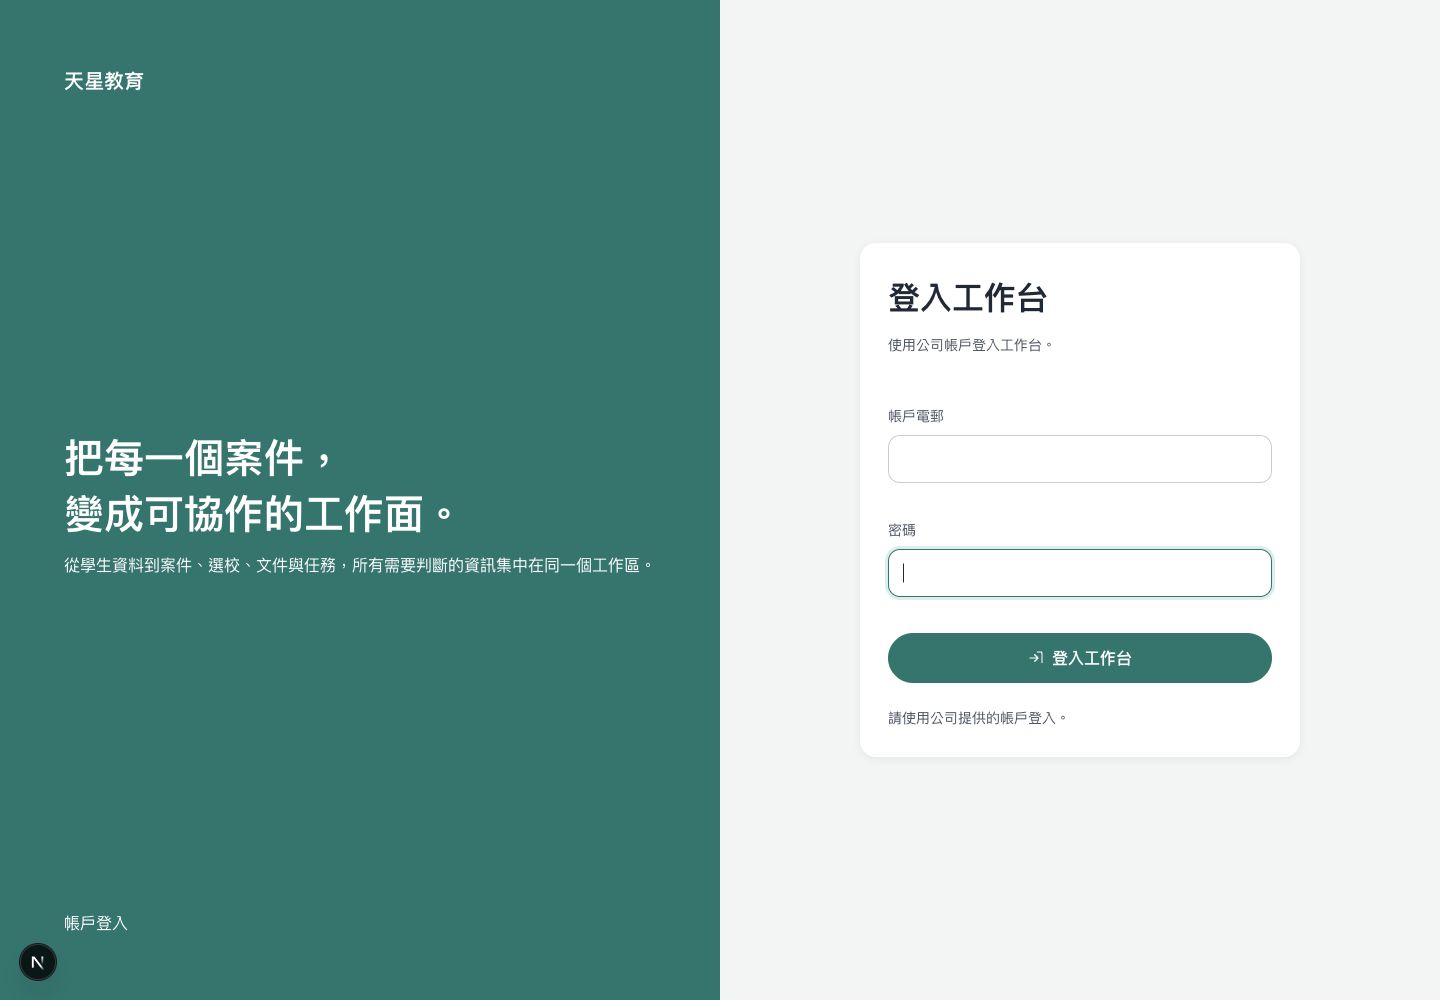 天星教育
把每一個案件，
變成可協作的工作面。
從學生資料到案件、選校、文件與任務，所有需要判斷的資訊集中在同一個工作區。
帳戶登入
N
登入工作台
使用公司帳戶登入工作台。
帳戶電郵
密碼
登入工作台
請使用公司提供的帳戶登入。